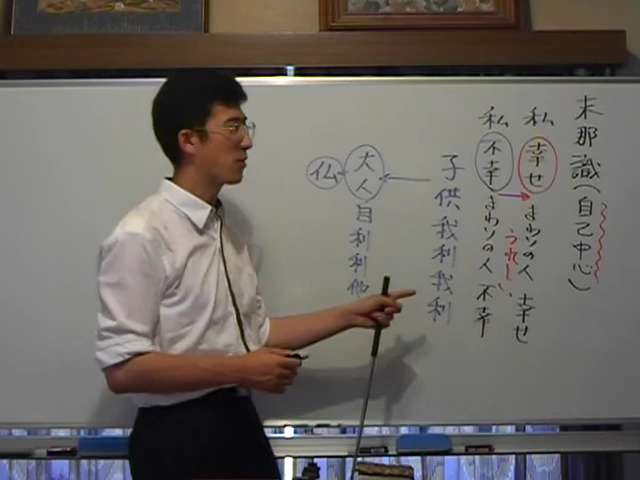 末那識(自己中心)
私 幸せ まわりの人 幸せ
うれしい
私 不幸 まわりの人 不幸
子供 我利我利
大人 自利利他
仏